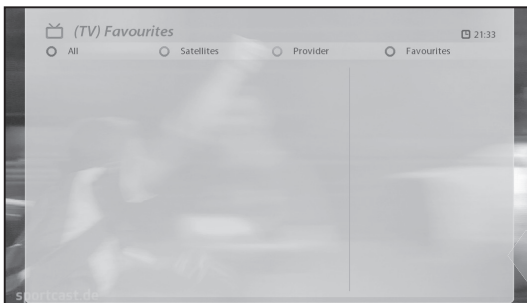 (TV) Favourites
21:33
All Satellites Provider Favourites
sportcast.de